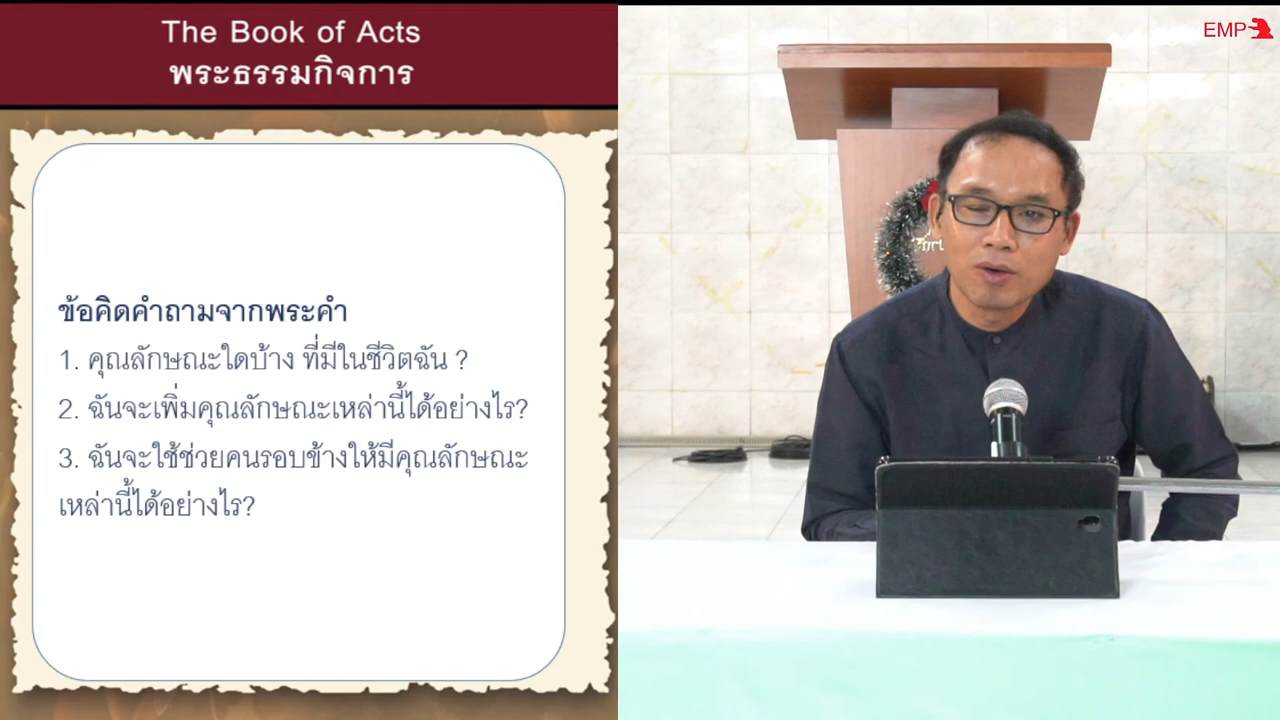 The Book of Acts
พระธรรมกิจการ
ข้อคิดคำถามจากพระคำ
1. คุณลักษณะใดบ้าง ที่มีในชีวิตฉัน ?
2. ฉันจะเพิ่มคุณลักษณะเหล่านี้ได้อย่างไร?
3. ฉันจะใช้ช่วยคนรอบข้างให้มีคุณลักษณะ
เหล่านี้ได้อย่างไร?
EMP